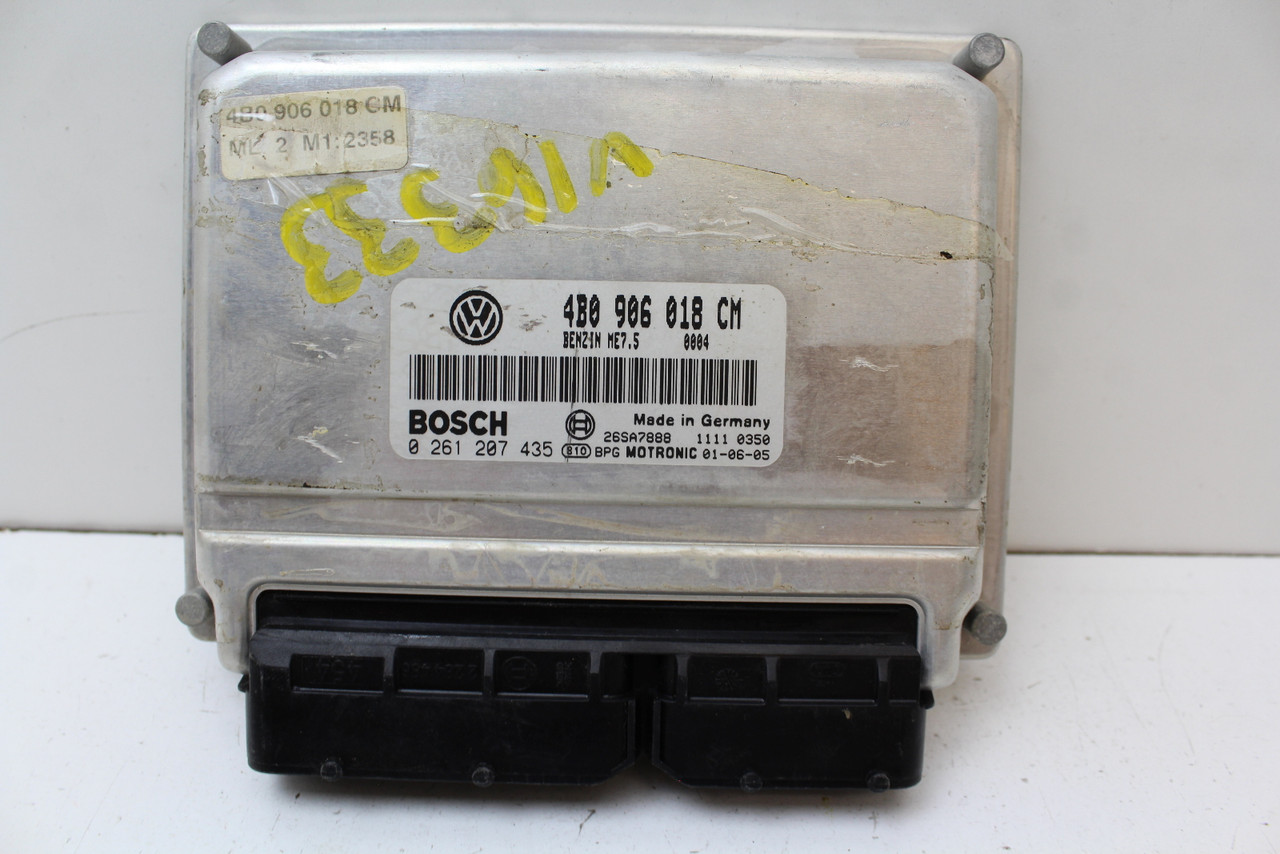 4B0 906 018 CM
2 M1:2358
4B0 906 018 CM
BENZIN ME7.5 0004
BOSCH
Made in Germany
26SA7888 1111 0350
0 261 207 435 810 BPG MOTRONIC 01-06-05